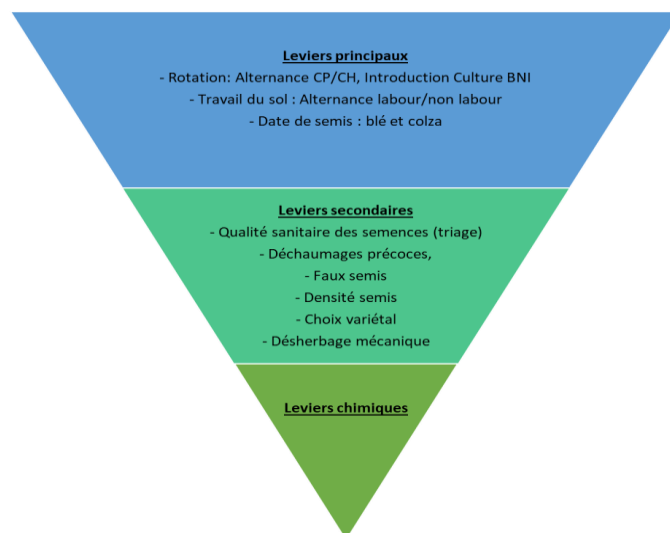 Leviers principaux
- Rotation: Alternance CP/CH, Introduction Culture BNI
- Travail du sol : Alternance labour/non labour
- Date de semis : blé et colza
Leviers secondaires
- Qualité sanitaire des semences (triage)
- Déchaumages précoces,
- Faux semis
- Densité semis
- Choix variétal
- Désherbage mécanique
Leviers chimiques